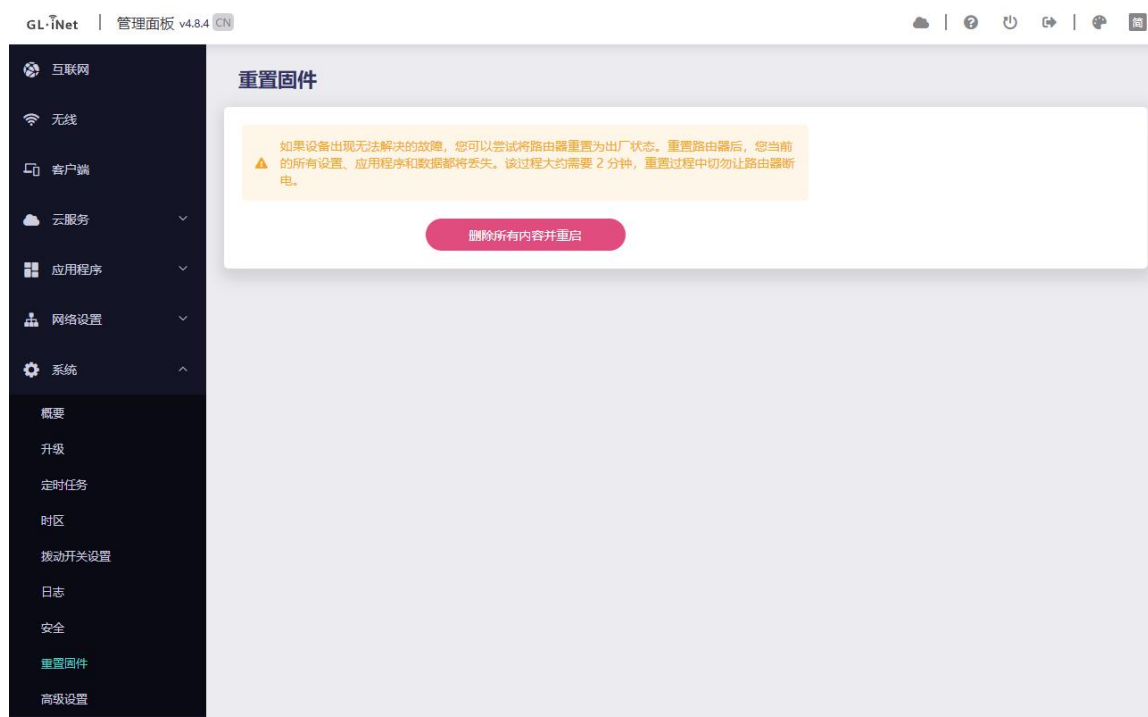 GL·iNet | 管理面板 v4.8.4 CN
简
互联网
无线
客户端
云服务
应用程序
网络设置
系统
概要
升级
定时任务
时区
拨动开关设置
日志
安全
重置固件
高级设置
重置固件
如果设备出现无法解决的故障，您可以尝试将路由器重置为出厂状态。重置路由器后，您当前
的所有设置、应用程序和数据都将丢失。该过程大约需要 2 分钟，重置过程中切勿让路由器断
电。
删除所有内容并重启